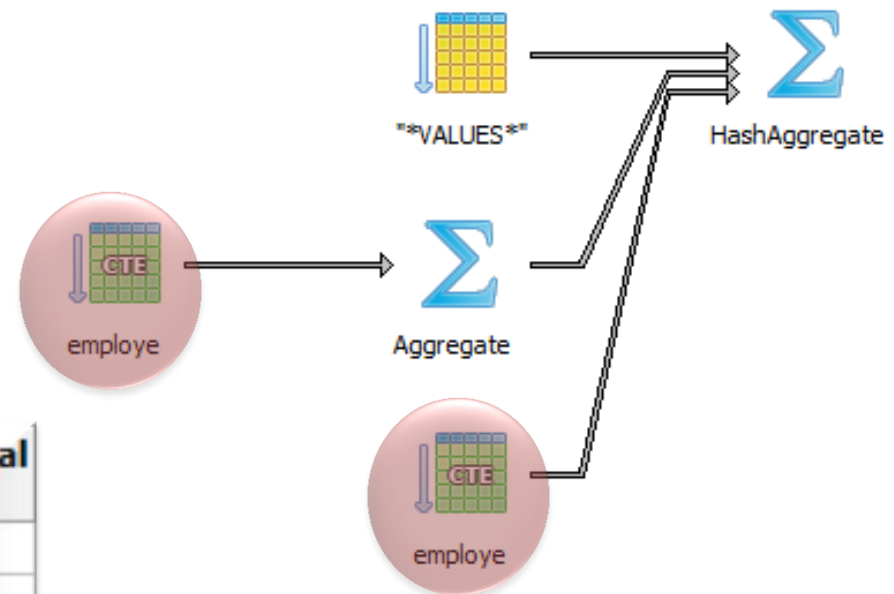 "*VALUES*"
HashAggregate
CTE
employe
Aggregate
al
CTE
employe